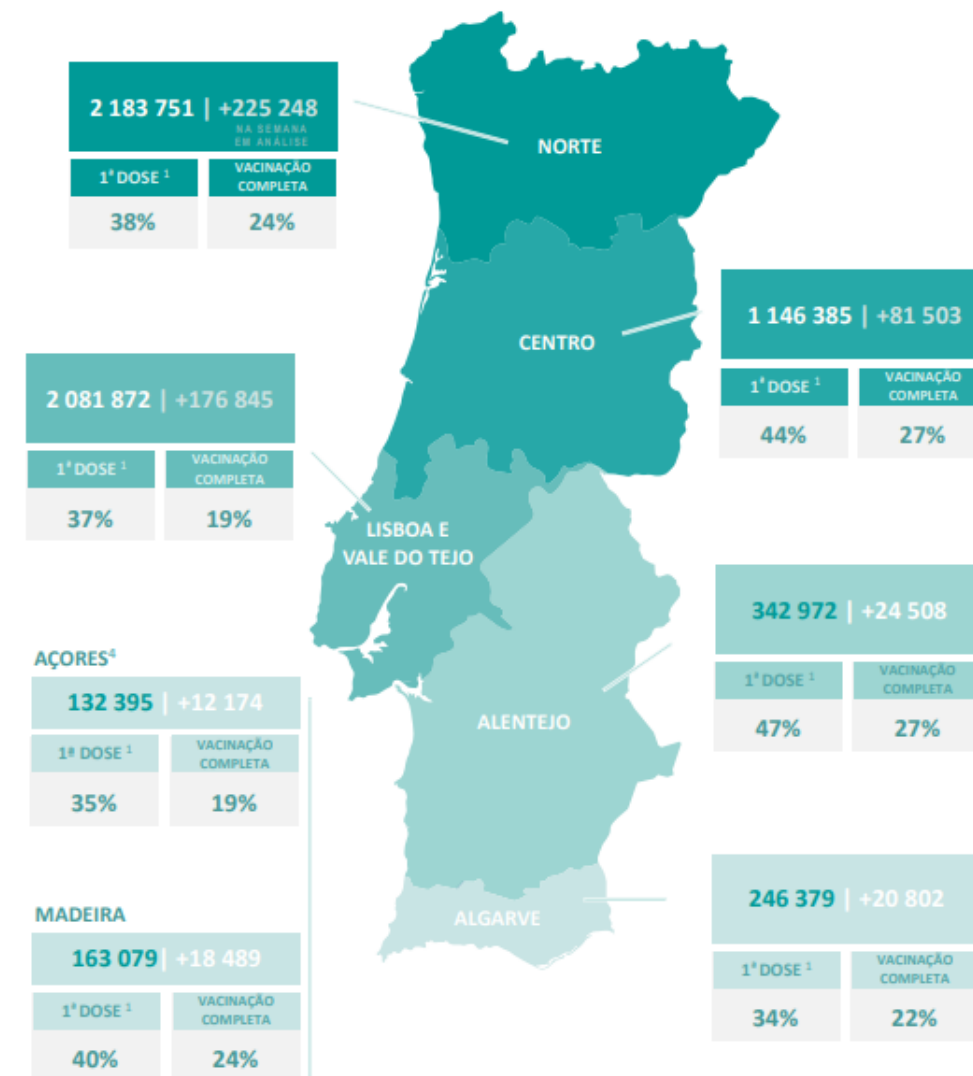 2 183 751 | +225 248
NA SEMANA
EM ANÁLISE
1ª DOSE ¹
VACINAÇÃO
COMPLETA
38%
24%
NORTE
1 146 385 | +81 503
1ª DOSE ¹
VACINAÇÃO
COMPLETA
44%
27%
CENTRO
2 081 872 | +176 845
1ª DOSE ¹
VACINAÇÃO
COMPLETA
37%
19%
LISBOA E
VALE DO TEJO
342 972 | +24 508
1ª DOSE ¹
VACINAÇÃO
COMPLETA
47%
27%
ALENTEJO
AÇORES⁴
132 395 | +12 174
1ª DOSE ¹
VACINAÇÃO
COMPLETA
35%
19%
246 379 | +20 802
1ª DOSE ¹
VACINAÇÃO
COMPLETA
34%
22%
ALGARVE
MADEIRA
163 079 | +18 489
1ª DOSE ¹
VACINAÇÃO
COMPLETA
40%
24%